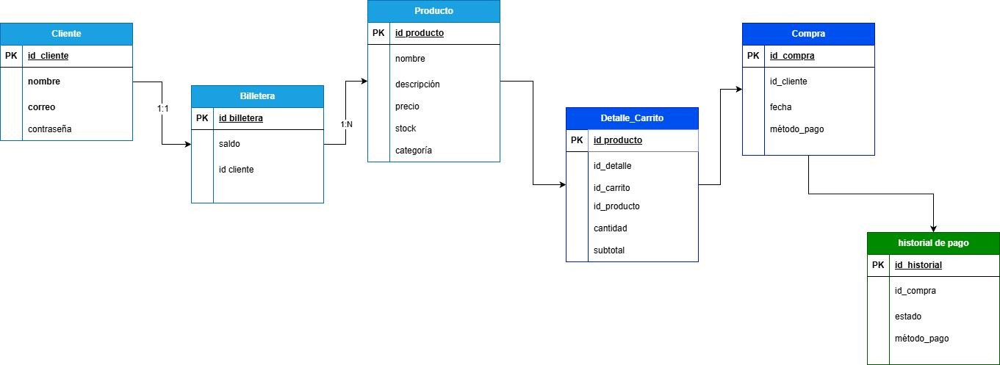 Cliente
PK id_cliente
nombre
correo
contraseña
1:1
Billetera
PK id billetera
saldo
id cliente
1:N
Producto
PK id producto
nombre
descripción
precio
stock
categoría
Detalle_Carrito
PK id producto
id_detalle
id_carrito
id_producto
cantidad
subtotal
Compra
PK id_compra
id_cliente
fecha
método_pago
historial de pago
PK id_historial
id_compra
estado
método_pago